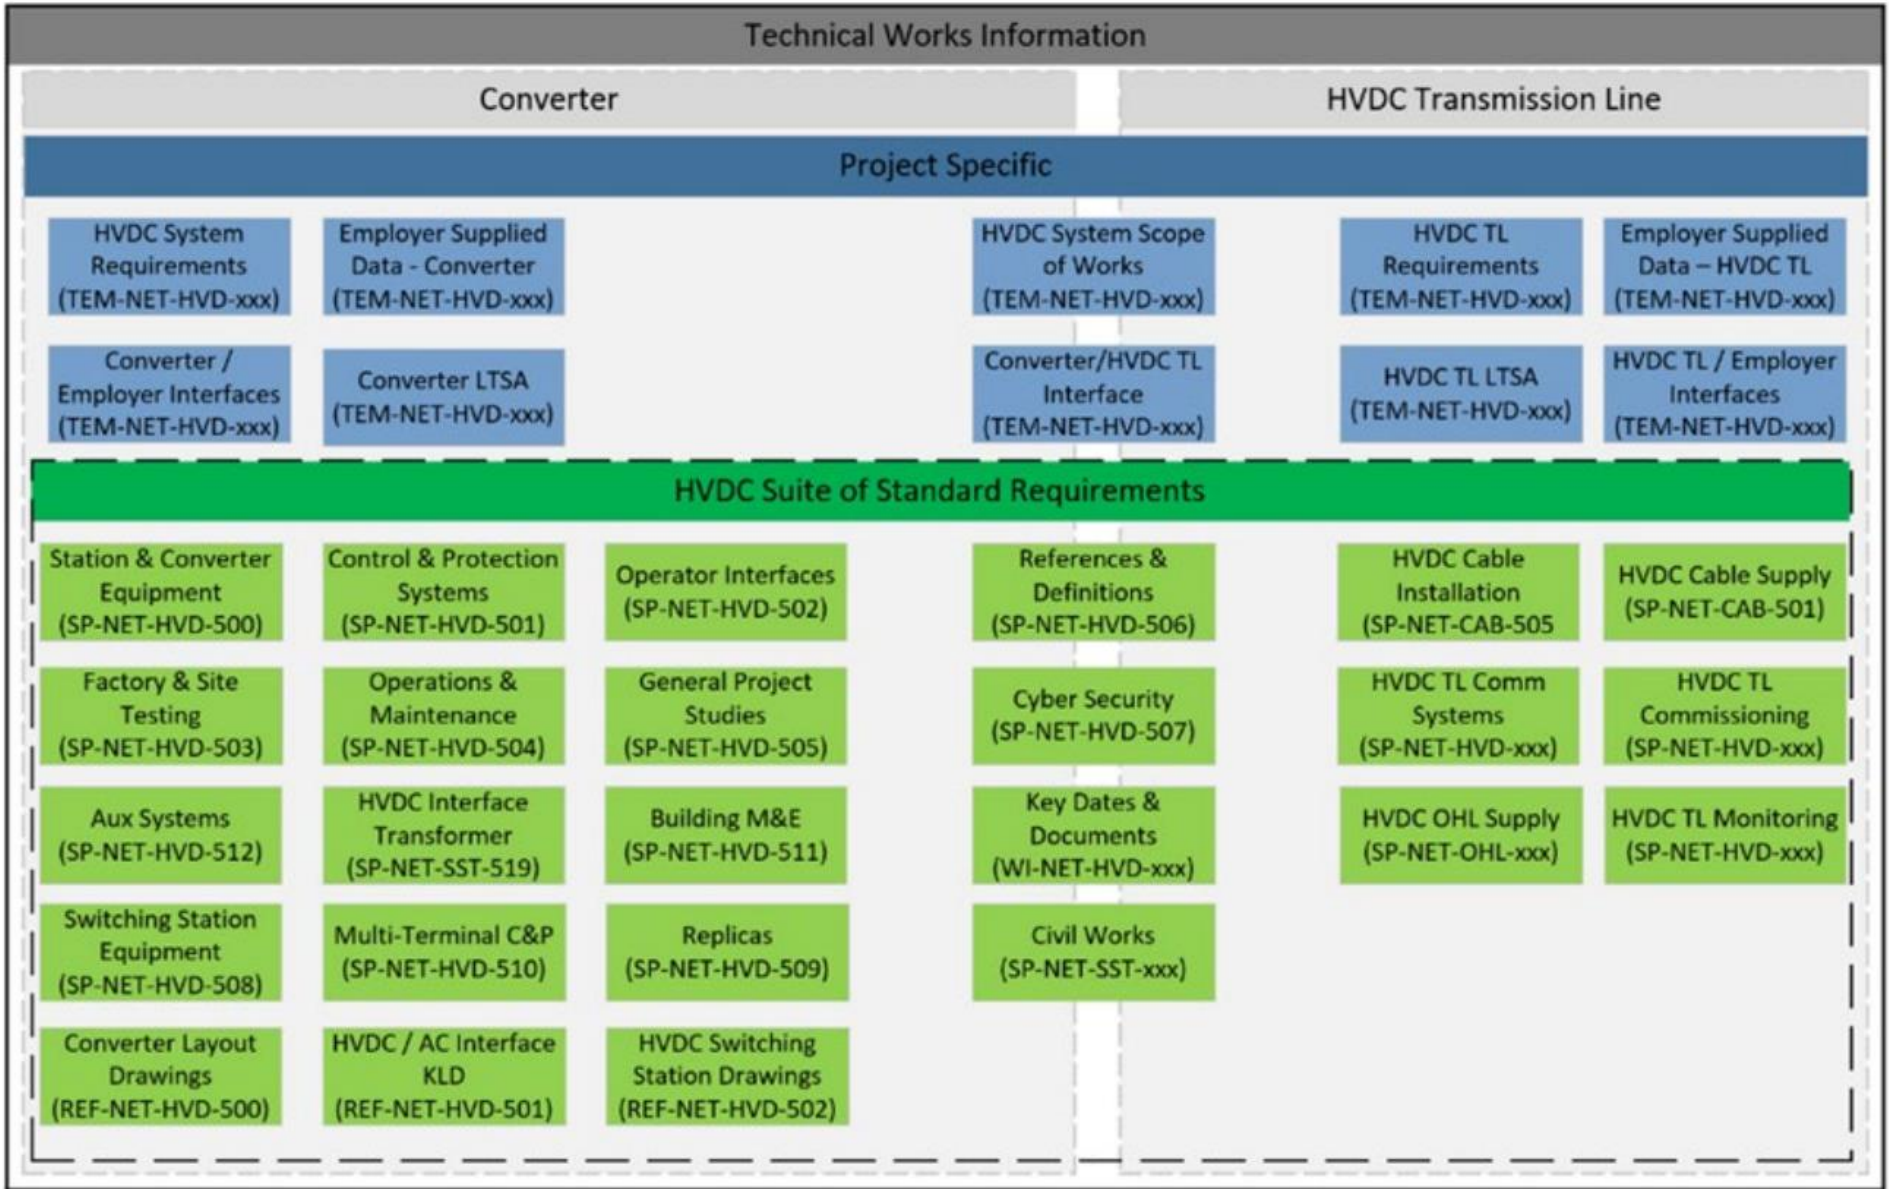 Technical Works Information
Converter
HVDC Transmission Line
Project Specific
HVDC System
Requirements
(TEM-NET-HVD-xxx)
Employer Supplied
Data - Converter
(TEM-NET-HVD-xxx)
HVDC System Scope
of Works
(TEM-NET-HVD-xxx)
HVDC TL
Requirements
(TEM-NET-HVD-xxx)
Employer Supplied
Data – HVDC TL
(TEM-NET-HVD-xxx)
Converter /
Employer Interfaces
(TEM-NET-HVD-xxx)
Converter LTSA
(TEM-NET-HVD-xxx)
Converter/HVDC TL
Interface
(TEM-NET-HVD-xxx)
HVDC TL LTSA
(TEM-NET-HVD-xxx)
HVDC TL / Employer
Interfaces
(TEM-NET-HVD-xxx)
HVDC Suite of Standard Requirements
Station & Converter
Equipment
(SP-NET-HVD-500)
Control & Protection
Systems
(SP-NET-HVD-501)
Operator Interfaces
(SP-NET-HVD-502)
References &
Definitions
(SP-NET-HVD-506)
HVDC Cable
Installation
(SP-NET-CAB-505
HVDC Cable Supply
(SP-NET-CAB-501)
Factory & Site
Testing
(SP-NET-HVD-503)
Operations &
Maintenance
(SP-NET-HVD-504)
General Project
Studies
(SP-NET-HVD-505)
Cyber Security
(SP-NET-HVD-507)
HVDC TL Comm
Systems
(SP-NET-HVD-xxx)
HVDC TL
Commissioning
(SP-NET-HVD-xxx)
Aux Systems
(SP-NET-HVD-512)
HVDC Interface
Transformer
(SP-NET-SST-519)
Building M&E
(SP-NET-HVD-511)
Key Dates &
Documents
(WI-NET-HVD-xxx)
HVDC OHL Supply
(SP-NET-OHL-xxx)
HVDC TL Monitoring
(SP-NET-HVD-xxx)
Switching Station
Equipment
(SP-NET-HVD-508)
Multi-Terminal C&P
(SP-NET-HVD-510)
Replicas
(SP-NET-HVD-509)
Civil Works
(SP-NET-SST-xxx)
Converter Layout
Drawings
(REF-NET-HVD-500)
HVDC / AC Interface
KLD
(REF-NET-HVD-501)
HVDC Switching
Station Drawings
(REF-NET-HVD-502)